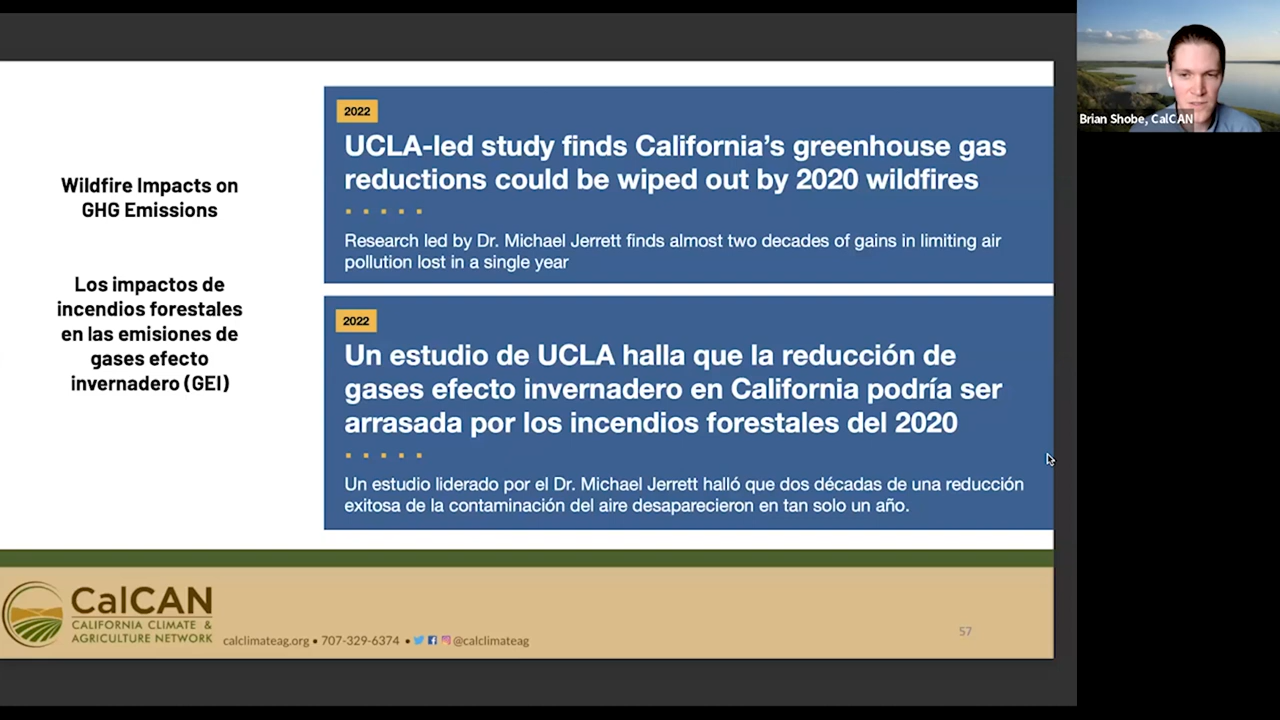 Wildfire Impacts on
GHG Emissions
Los impactos de
incendios forestales
en las emisiones de
gases efecto
invernadero (GEI)
2022
UCLA-led study finds California’s greenhouse gas
reductions could be wiped out by 2020 wildfires
Research led by Dr. Michael Jerrett finds almost two decades of gains in limiting air
pollution lost in a single year
2022
Un estudio de UCLA halla que la reducción de
gases efecto invernadero en California podría ser
arrasada por los incendios forestales del 2020
Un estudio liderado por el Dr. Michael Jerrett halló que dos décadas de una reducción
exitosa de la contaminación del aire desaparecieron en tan solo un año.
CalCAN
CALIFORNIA CLIMATE &
AGRICULTURE NETWORK
calclimateag.org • 707-329-6374 • @calclimateag
57
Brian Shobe, CalCAN